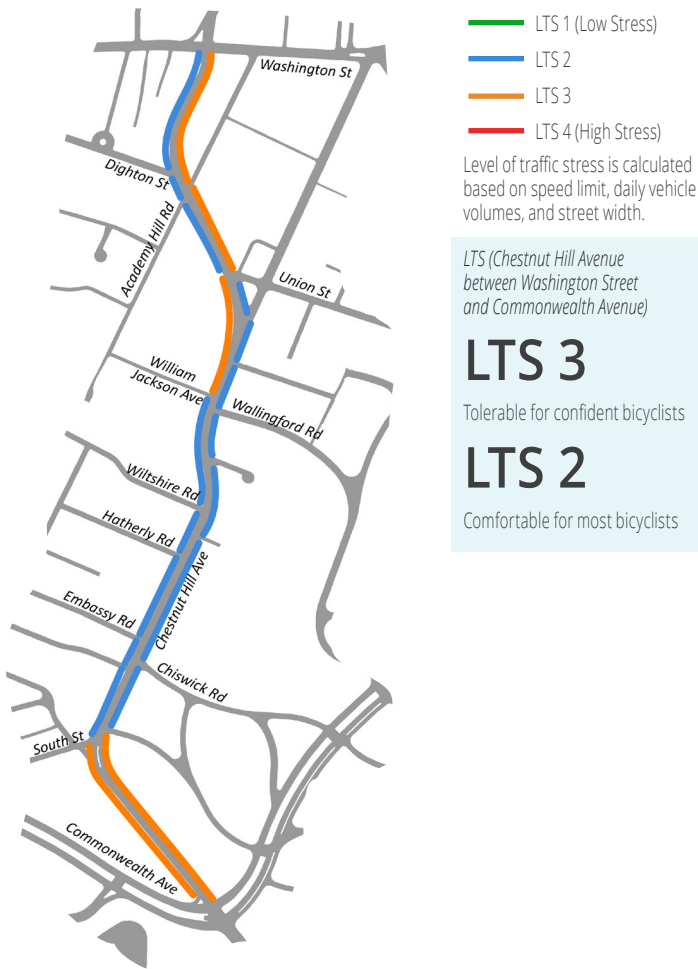 LTS 1 (Low Stress)
LTS 2
LTS 3
LTS 4 (High Stress)
Level of traffic stress is calculated
based on speed limit, daily vehicle
volumes, and street width.
LTS (Chestnut Hill Avenue
between Washington Street
and Commonwealth Avenue)
LTS 3
Tolerable for confident bicyclists
LTS 2
Comfortable for most bicyclists
Washington St
Dighton St
Academy Hill Rd
Union St
William
Jackson Ave
Wallingford Rd
Wiltshire Rd
Hatherly Rd
Chestnut Hill Ave
Embassy Rd
Chiswick Rd
South St
Commonwealth Ave